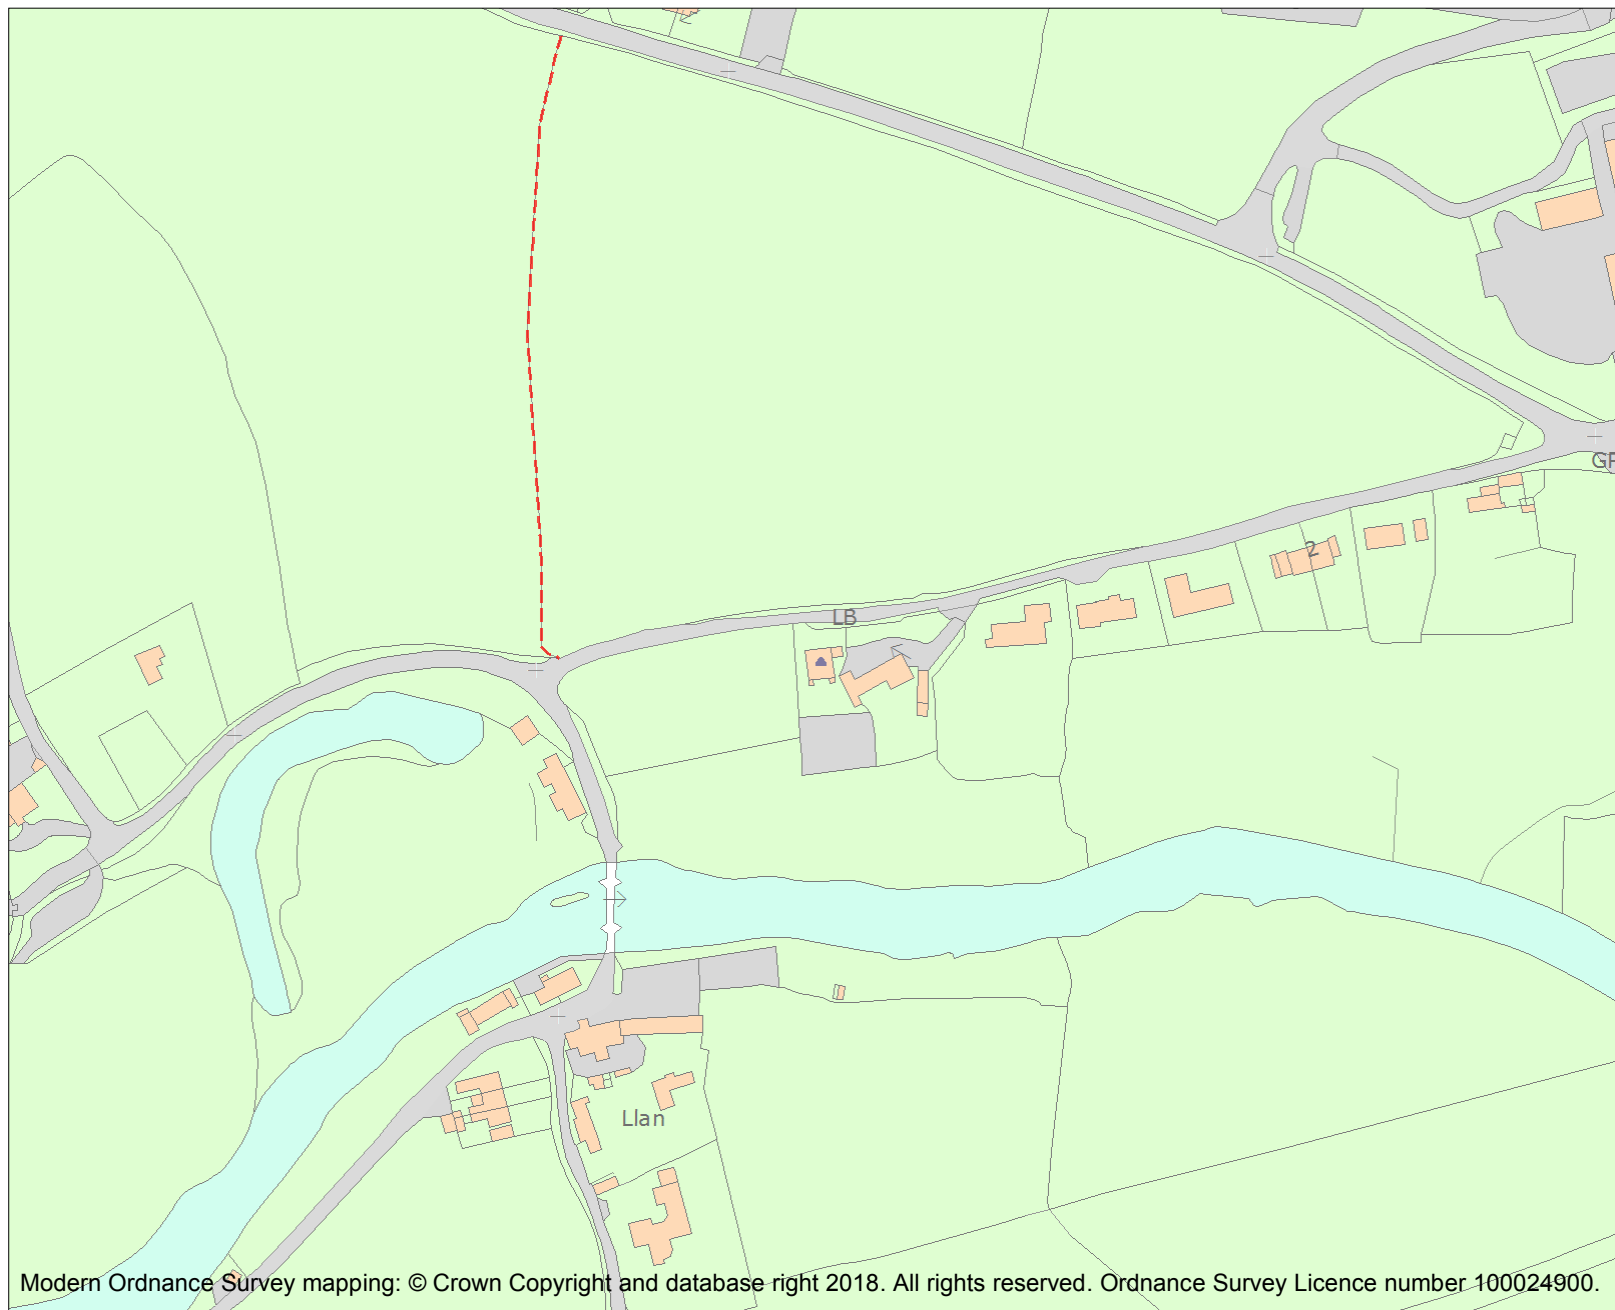 GP
2
LB
Llan
Modern Ordnance Survey mapping: © Crown Copyright and database right 2018. All rights reserved. Ordnance Survey Licence number 100024900.